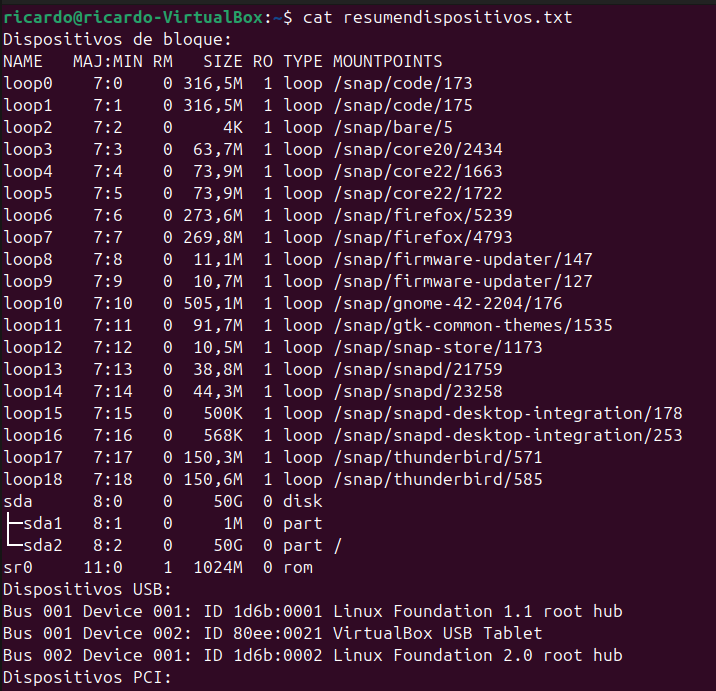 ricardo@ricardo-VirtualBox:~$ cat resumendispositivos.txt
Dispositivos de bloque:
NAME   MAJ:MIN RM   SIZE RO TYPE MOUNTPOINTS
loop0    7:0    0 316,5M  1 loop /snap/code/173
loop1    7:1    0 316,5M  1 loop /snap/code/175
loop2    7:2    0     4K  1 loop /snap/bare/5
loop3    7:3    0  63,7M  1 loop /snap/core20/2434
loop4    7:4    0  73,9M  1 loop /snap/core22/1663
loop5    7:5    0  73,9M  1 loop /snap/core22/1722
loop6    7:6    0 273,6M  1 loop /snap/firefox/5239
loop7    7:7    0 269,8M  1 loop /snap/firefox/4793
loop8    7:8    0  11,1M  1 loop /snap/firmware-updater/147
loop9    7:9    0  10,7M  1 loop /snap/firmware-updater/127
loop10   7:10   0 505,1M  1 loop /snap/gnome-42-2204/176
loop11   7:11   0  91,7M  1 loop /snap/gtk-common-themes/1535
loop12   7:12   0  10,5M  1 loop /snap/snap-store/1173
loop13   7:13   0  38,8M  1 loop /snap/snapd/21759
loop14   7:14   0  44,3M  1 loop /snap/snapd/23258
loop15   7:15   0   500K  1 loop /snap/snapd-desktop-integration/178
loop16   7:16   0   568K  1 loop /snap/snapd-desktop-integration/253
loop17   7:17   0 150,3M  1 loop /snap/thunderbird/571
loop18   7:18   0 150,6M  1 loop /snap/thunderbird/585
sda      8:0    0    50G  0 disk
├─sda1   8:1    0     1M  0 part
└─sda2   8:2    0    50G  0 part /
sr0     11:0    1  1024M  0 rom
Dispositivos USB:
Bus 001 Device 001: ID 1d6b:0001 Linux Foundation 1.1 root hub
Bus 001 Device 002: ID 80ee:0021 VirtualBox USB Tablet
Bus 002 Device 001: ID 1d6b:0002 Linux Foundation 2.0 root hub
Dispositivos PCI: